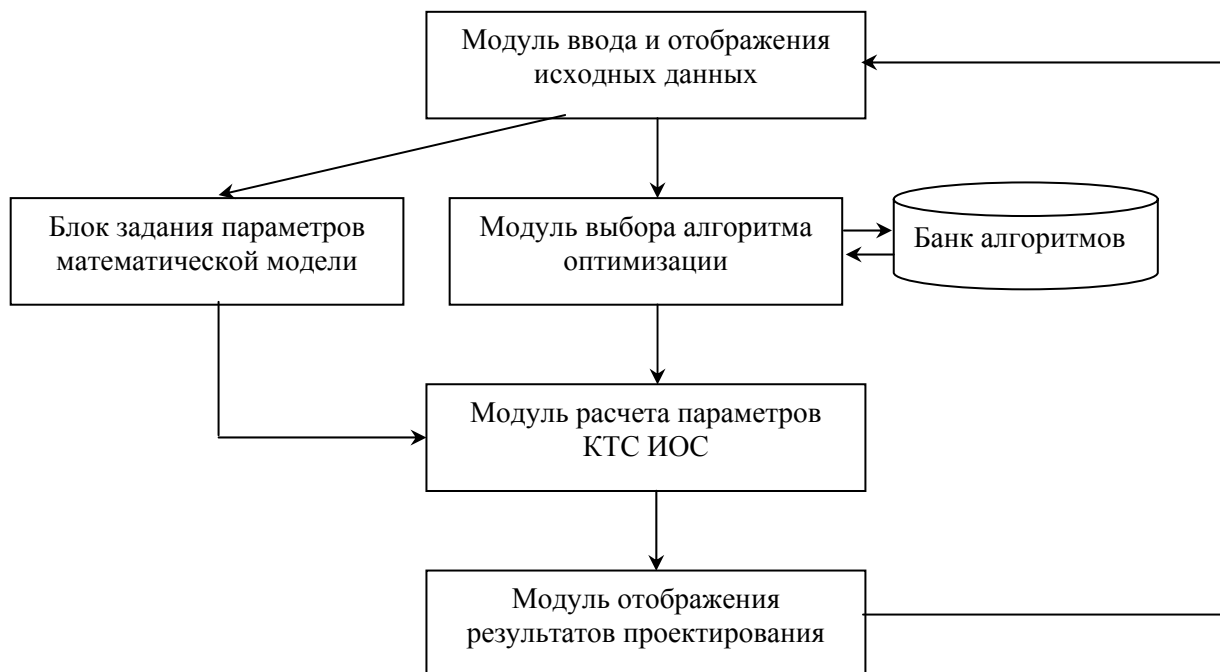 Модуль ввода и отображения
исходных данных
Блок задания параметров
математической модели
Модуль выбора алгоритма
оптимизации
Банк алгоритмов
Модуль расчета параметров
КТС ИОС
Модуль отображения
результатов проектирования